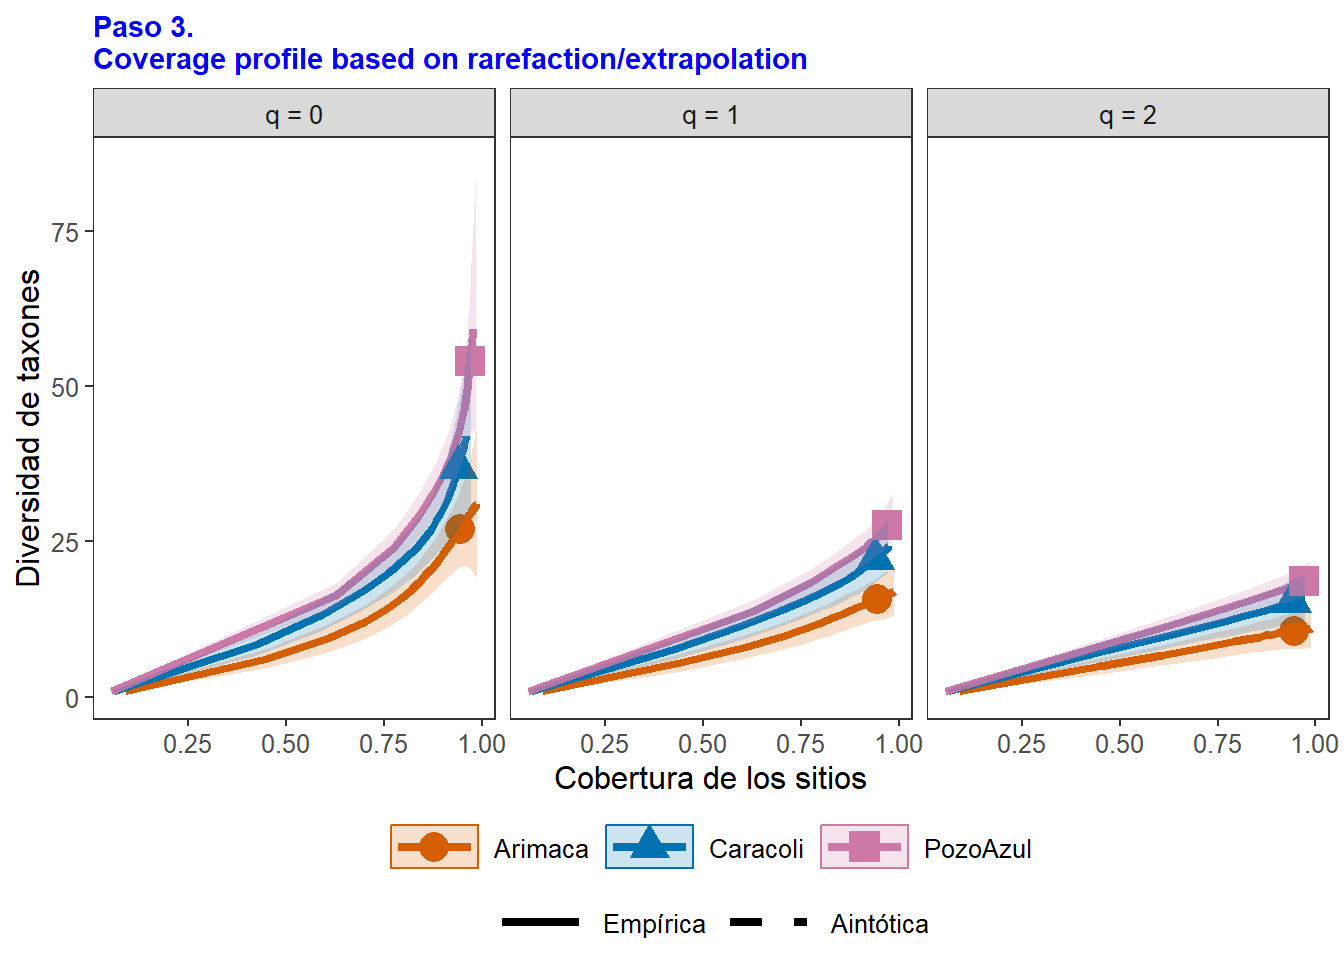 Paso 3.
Coverage profile based on rarefaction/extrapolation
q = 0
q = 1
q = 2
Diversidad de taxones
75
50
25
0
0.25 0.50 0.75 1.00
0.25 0.50 0.75 1.00
0.25 0.50 0.75 1.00
Cobertura de los sitios
Arimaca Caracoli PozoAzul
Empírica Aintótica